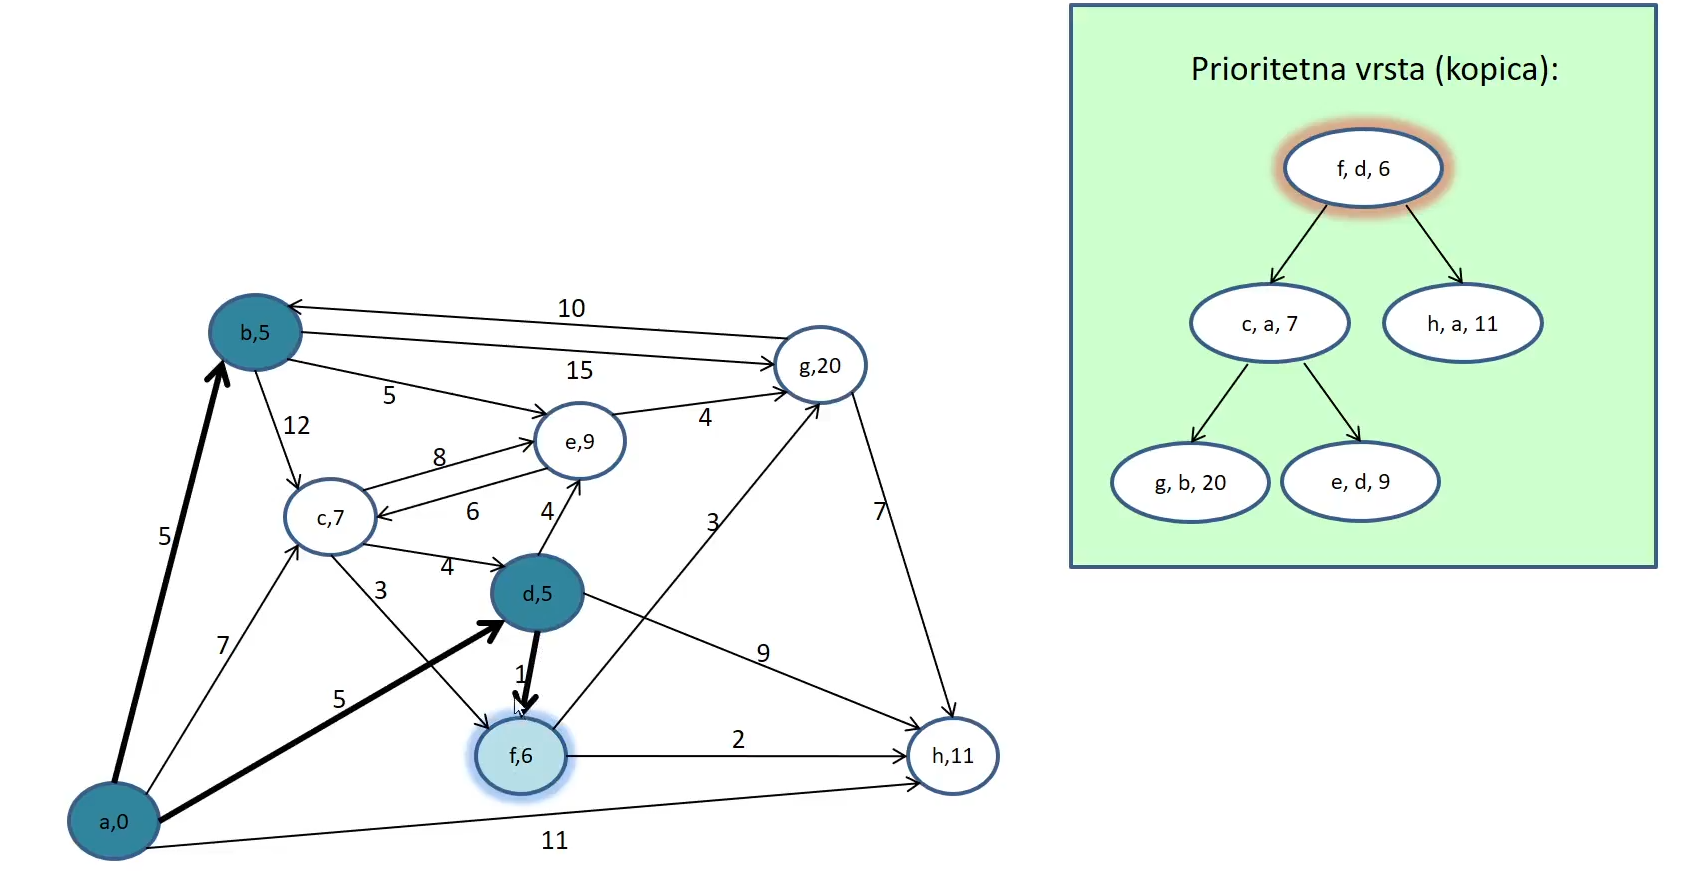 Prioritetna vrsta (kopica):
f, d, 6
c, a, 7
h, a, 11
g, b, 20
e, d, 9
10
b,5
15
g,20
5
4
12
e,9
8
6
4
3
7
5
c,7
4
3
d,5
7
9
1
5
2
f,6
h,11
a,0
11